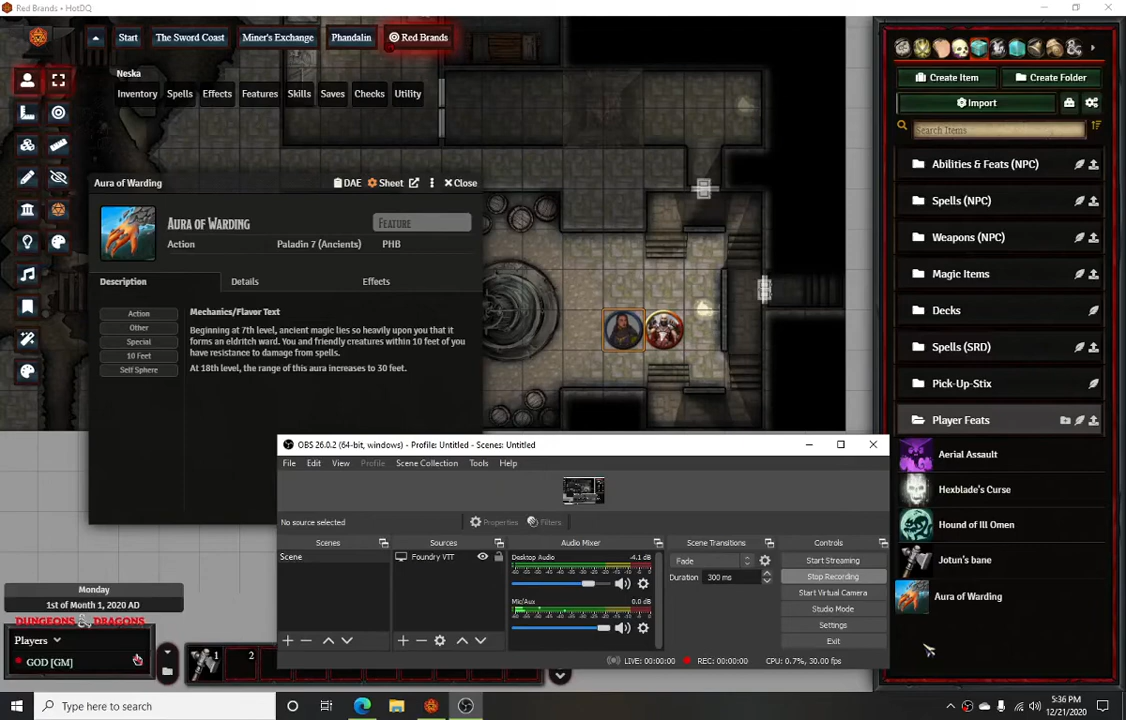 Red Brands • HotDQ
Start
The Sword Coast
Miner's Exchange
Phandalin
Red Brands
Neska
Inventory
Spells
Effects
Features
Skills
Saves
Checks
Utility
Create Item
Create Folder
Import
Search Items
Abilities & Feats (NPC)
Spells (NPC)
Weapons (NPC)
Magic Items
Decks
Spells (SRD)
Pick-Up-Stix
Player Feats
Aerial Assault
Hexblade's Curse
Hound of Ill Omen
Jotun's bane
Aura of Warding
Aura of Warding
DAE
Sheet
Close
Aura of Warding
Feature
Action
Paladin 7 (Ancients)
PHB
Description
Details
Effects
Action
Other
Special
10 Feet
Self Sphere
Mechanics/Flavor Text
Beginning at 7th level, ancient magic lies so heavily upon you that it
forms an eldritch ward. You and friendly creatures within 10 feet of you
have resistance to damage from spells.
At 18th level, the range of this aura increases to 30 feet.
OBS 26.0.2 (64-bit, windows) - Profile: Untitled - Scenes: Untitled
File
Edit
View
Profile
Scene Collection
Tools
Help
No source selected
Properties
Filters
Scenes
Sources
Audio Mixer
Scene Transitions
Controls
Scene
Foundry VTT
Desktop Audio
-4.1 dB
Mic/Aux
0.0 dB
Fade
Duration
300 ms
Start Streaming
Stop Recording
Start Virtual Camera
Studio Mode
Settings
Exit
LIVE: 00:00:00
REC: 00:00:00
CPU: 0.7%, 30.00 fps
Monday
1st of Month 1, 2020 AD
DUNGEONS & DRAGONS
Players
GOD [GM]
1
2
Type here to search
5:36 PM
12/21/2020